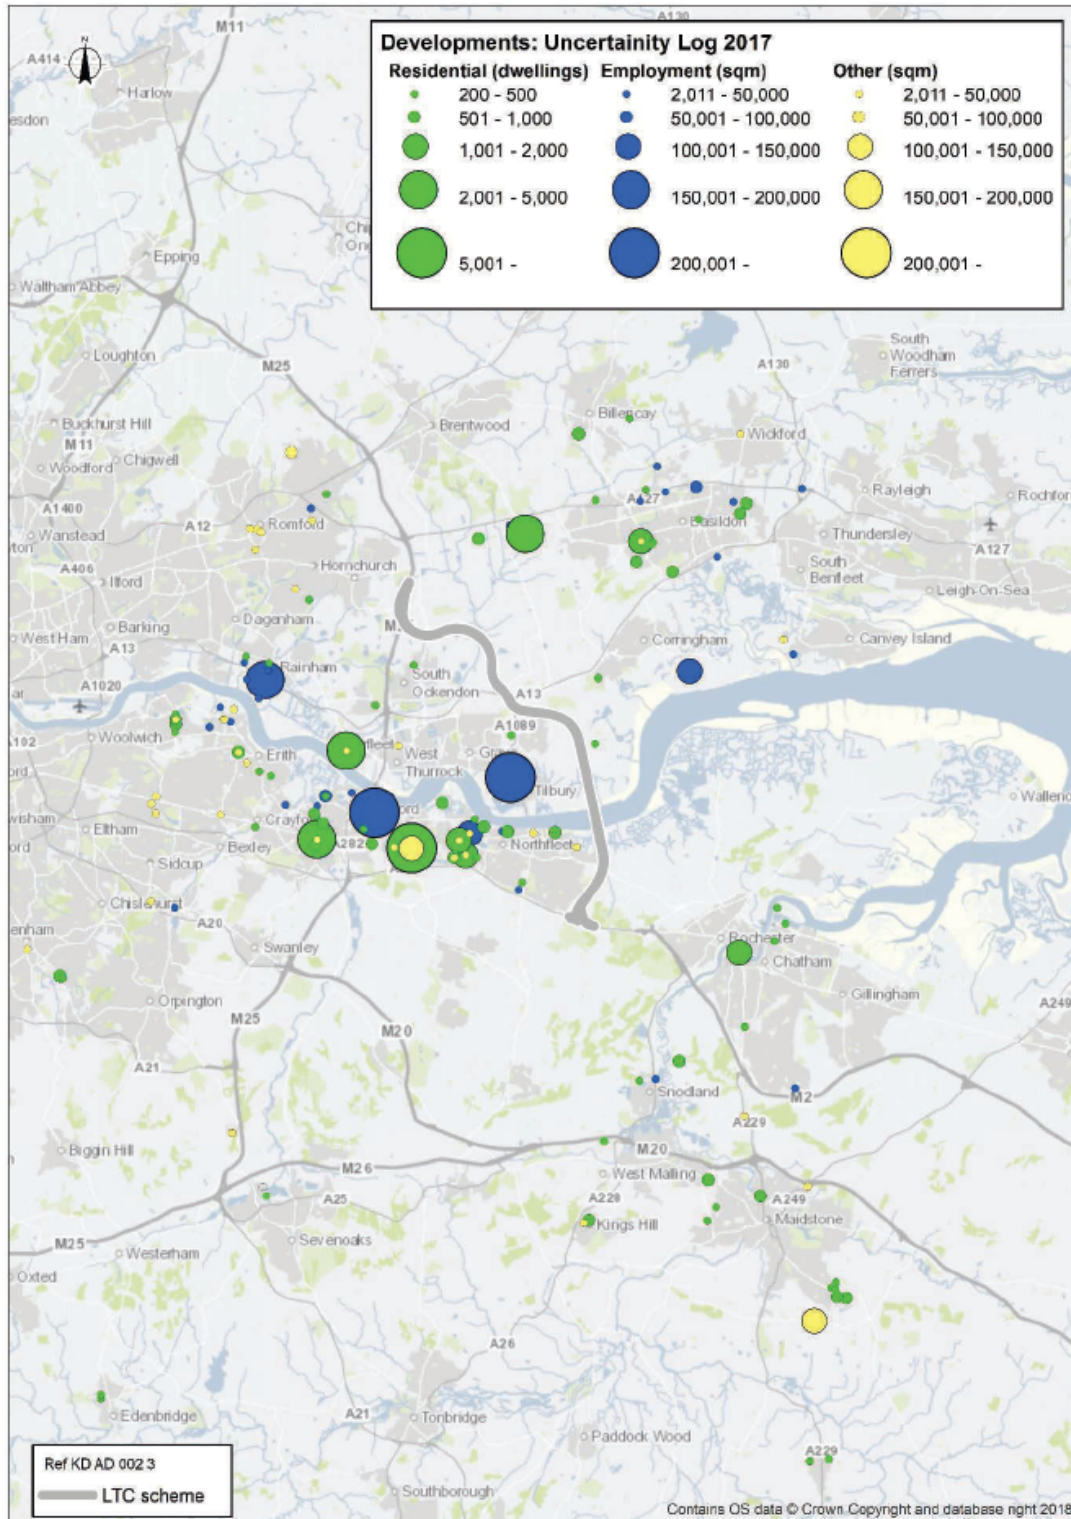 A130
M11
A414
N
Harlow
Developments: Uncertainity Log 2017
Residential (dwellings) Employment (sqm) Other (sqm)
200 - 500 2,011 - 50,000 2,011 - 50,000
501 - 1,000 50,001 - 100,000 50,001 - 100,000
1,001 - 2,000 100,001 - 150,000 100,001 - 150,000
2,001 - 5,000 150,001 - 200,000 150,001 - 200,000
5,001 - 200,001 - 200,001 -
Epping
Waltham Abbey
South
Woodham
Ferrers
Loughton
M25
A130
Buckhurst Hill
Brentwood
Billericay
Wickford
M11
Chigwell
Woodford
A127
Rayleigh
Rochford
A1400
A12
Romford
Basildon
Wanstead
Thundersley
A127
A406
Ilford
Hornchurch
South
Benfleet
Leigh-On-Sea
Barking
Dagenham
West Ham
A13
Corringham
Canvey Island
Rainham
South
Ockendon
A1020
A13
A1089
Woolwich
A102
Erith
West
Thurrock
Tilbury
Wallend
Crayford
Eltham
Bexley
A282
Northfleet
Sidcup
Chislehurst
A20
Rochester
Swanley
Chatham
Orpington
Gillingham
M25
M20
A249
A21
Snodland
M2
A229
Biggin Hill
M20
M26
West Malling
A25
A228
A249
Kings Hill
Maidstone
M25
Sevenoaks
Westerham
Oxted
A26
Edenbridge
A21
Tonbridge
Paddock Wood
A229
Ref KD AD 002 3
LTC scheme
Southborough
Contains OS data © Crown Copyright and database right 2018